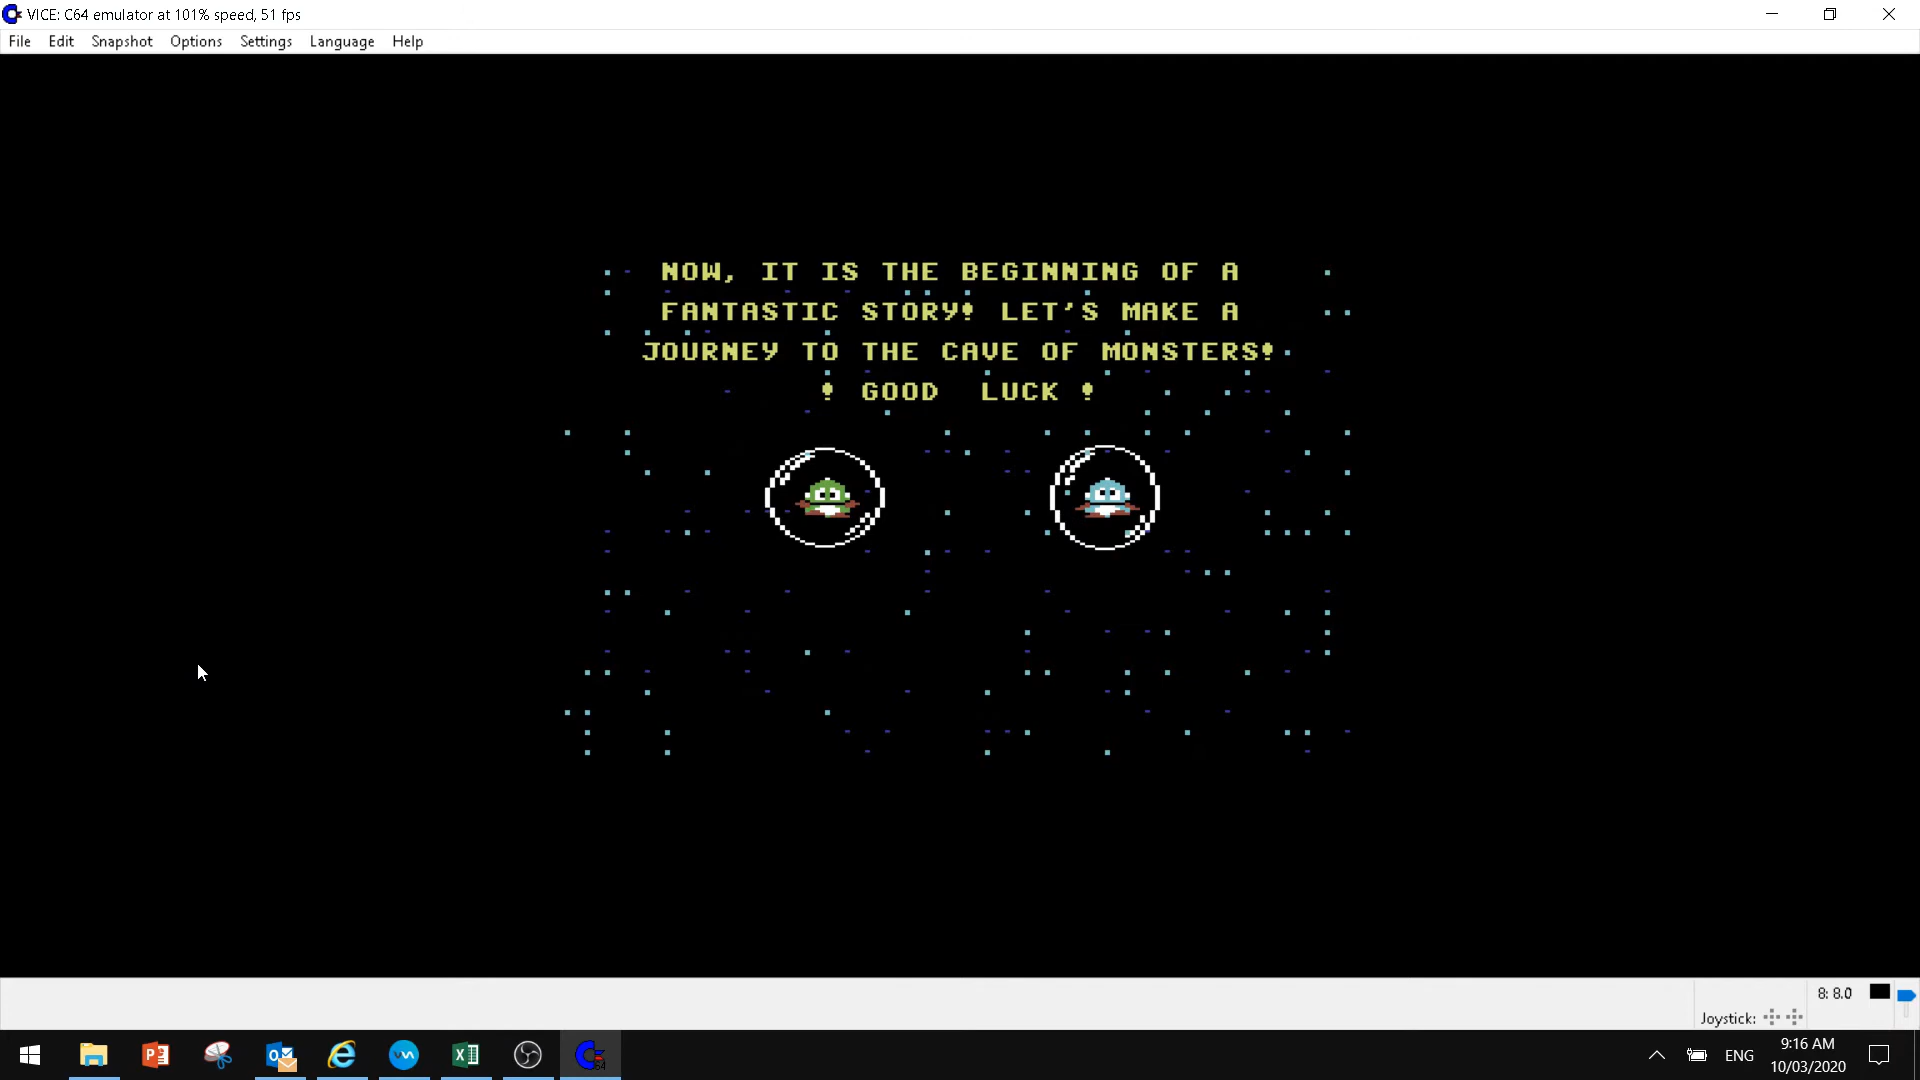 VICE: C64 emulator at 101% speed, 51 fps
File Edit Snapshot Options Settings Language Help
NOW, IT IS THE BEGINNING OF A
FANTASTIC STORY! LET'S MAKE A
JOURNEY TO THE CAVE OF MONSTERS!
! GOOD LUCK !
8: 8.0
Joystick:
ENG
9:16 AM
10/03/2020